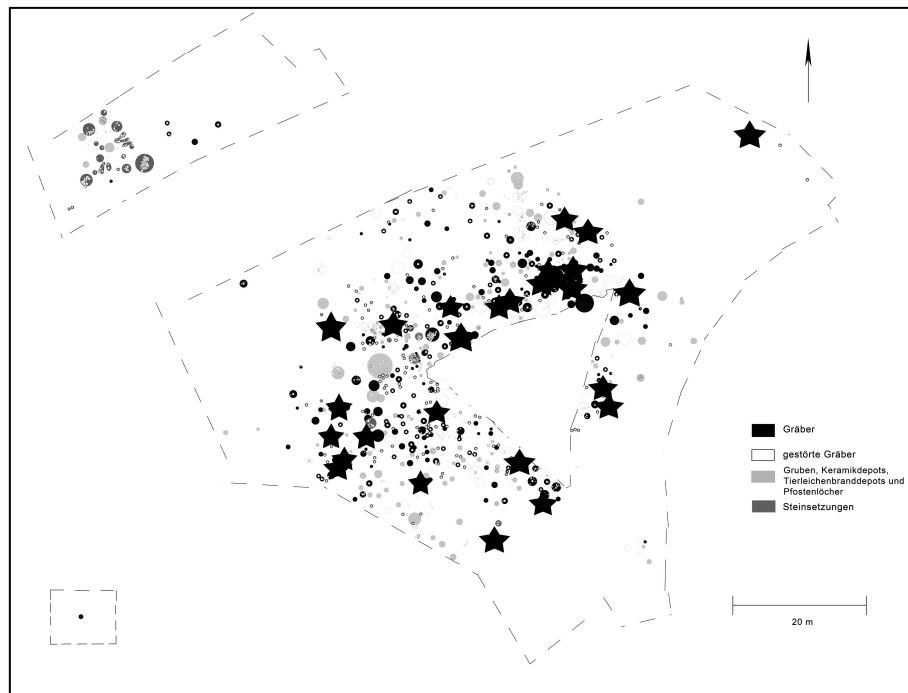 Gräber
gestörte Gräber
Gruben, Keramikdepots,
Tierleichenbranddepots und
Pfostenlöcher
Steinsetzungen
20 m